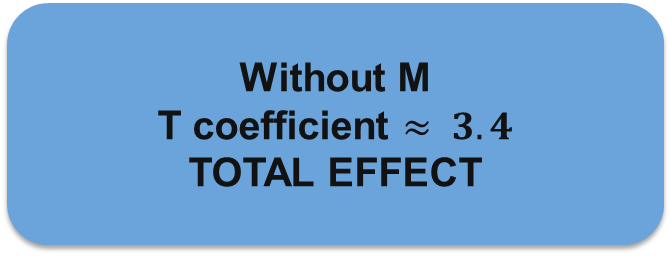 Without M
T coefficient ≈ 3.4
TOTAL EFFECT